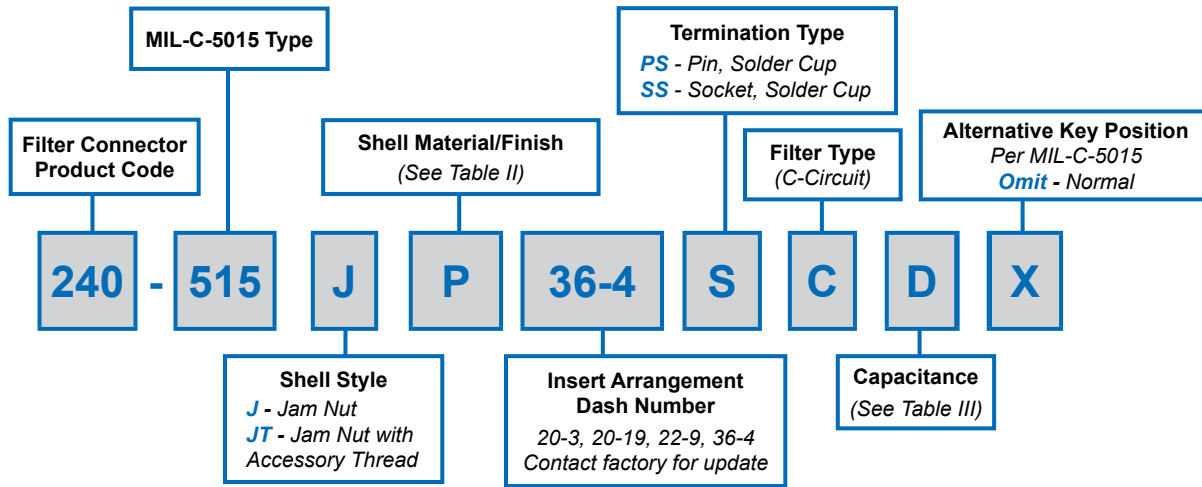 MIL-C-5015 Type
Termination Type
PS - Pin, Solder Cup
SS - Socket, Solder Cup
Filter Connector
Product Code
Shell Material/Finish
(See Table II)
Filter Type
(C-Circuit)
Alternative Key Position
Per MIL-C-5015
Omit - Normal
240 - 515 J P 36-4 S C D X
Shell Style
J - Jam Nut
JT - Jam Nut with
Accessory Thread
Insert Arrangement
Dash Number
20-3, 20-19, 22-9, 36-4
Contact factory for update
Capacitance
(See Table III)